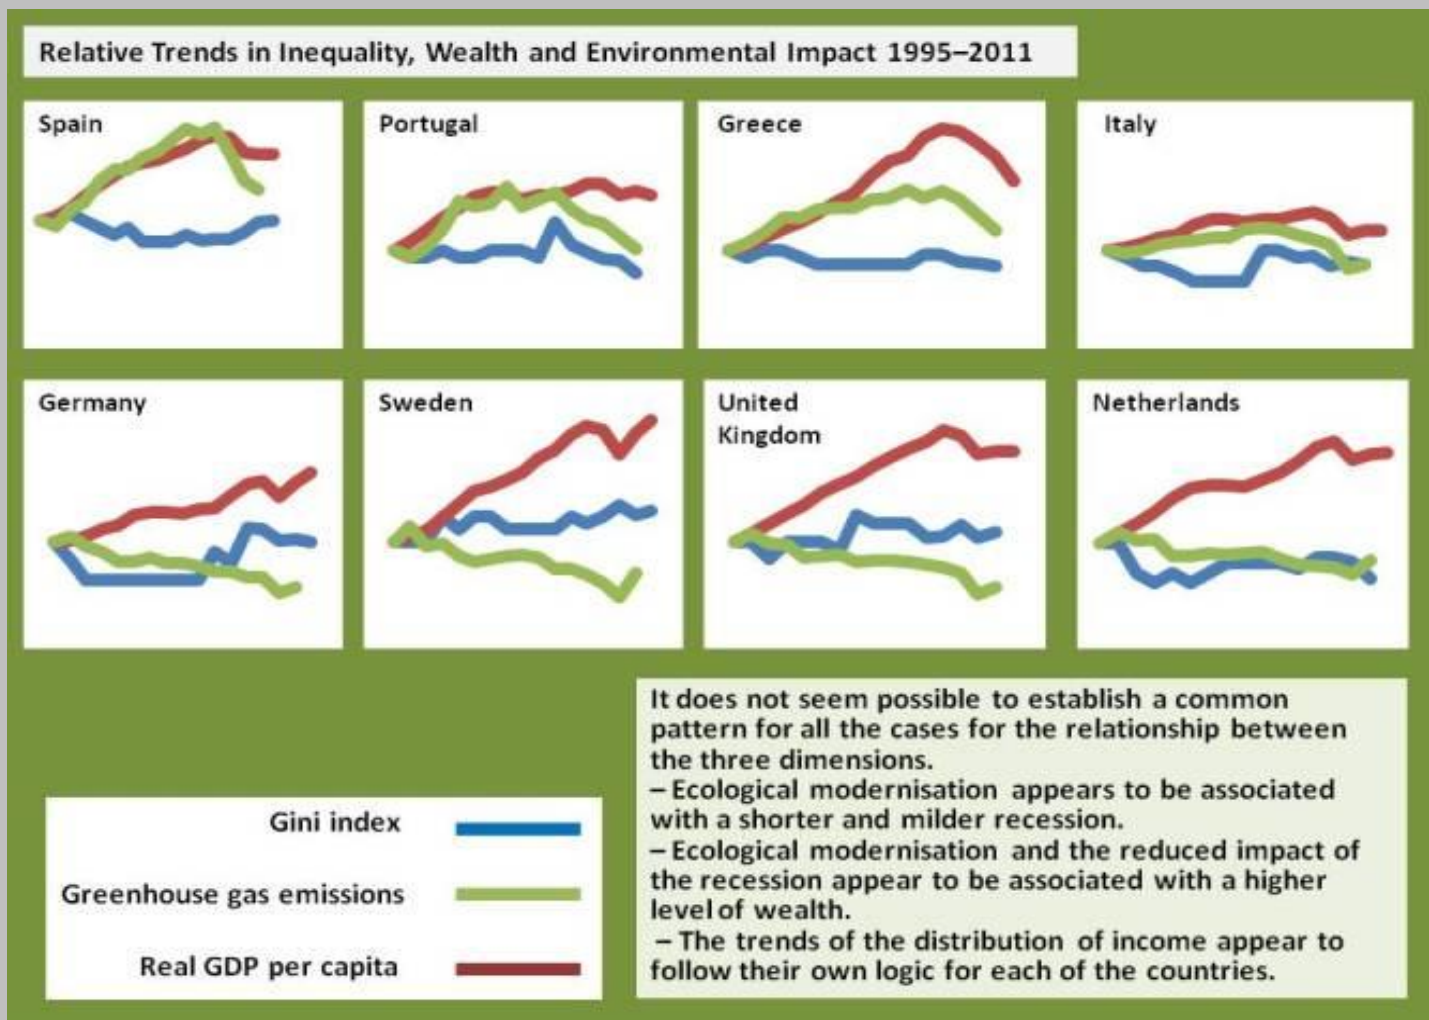 Relative Trends in Inequality, Wealth and Environmental Impact 1995–2011
Spain
Portugal
Greece
Italy
Germany
Sweden
United
Kingdom
Netherlands
Gini index
Greenhouse gas emissions
Real GDP per capita
It does not seem possible to establish a common
pattern for all the cases for the relationship between
the three dimensions.
– Ecological modernisation appears to be associated
with a shorter and milder recession.
– Ecological modernisation and the reduced impact of
the recession appear to be associated with a higher
level of wealth.
– The trends of the distribution of income appear to
follow their own logic for each of the countries.